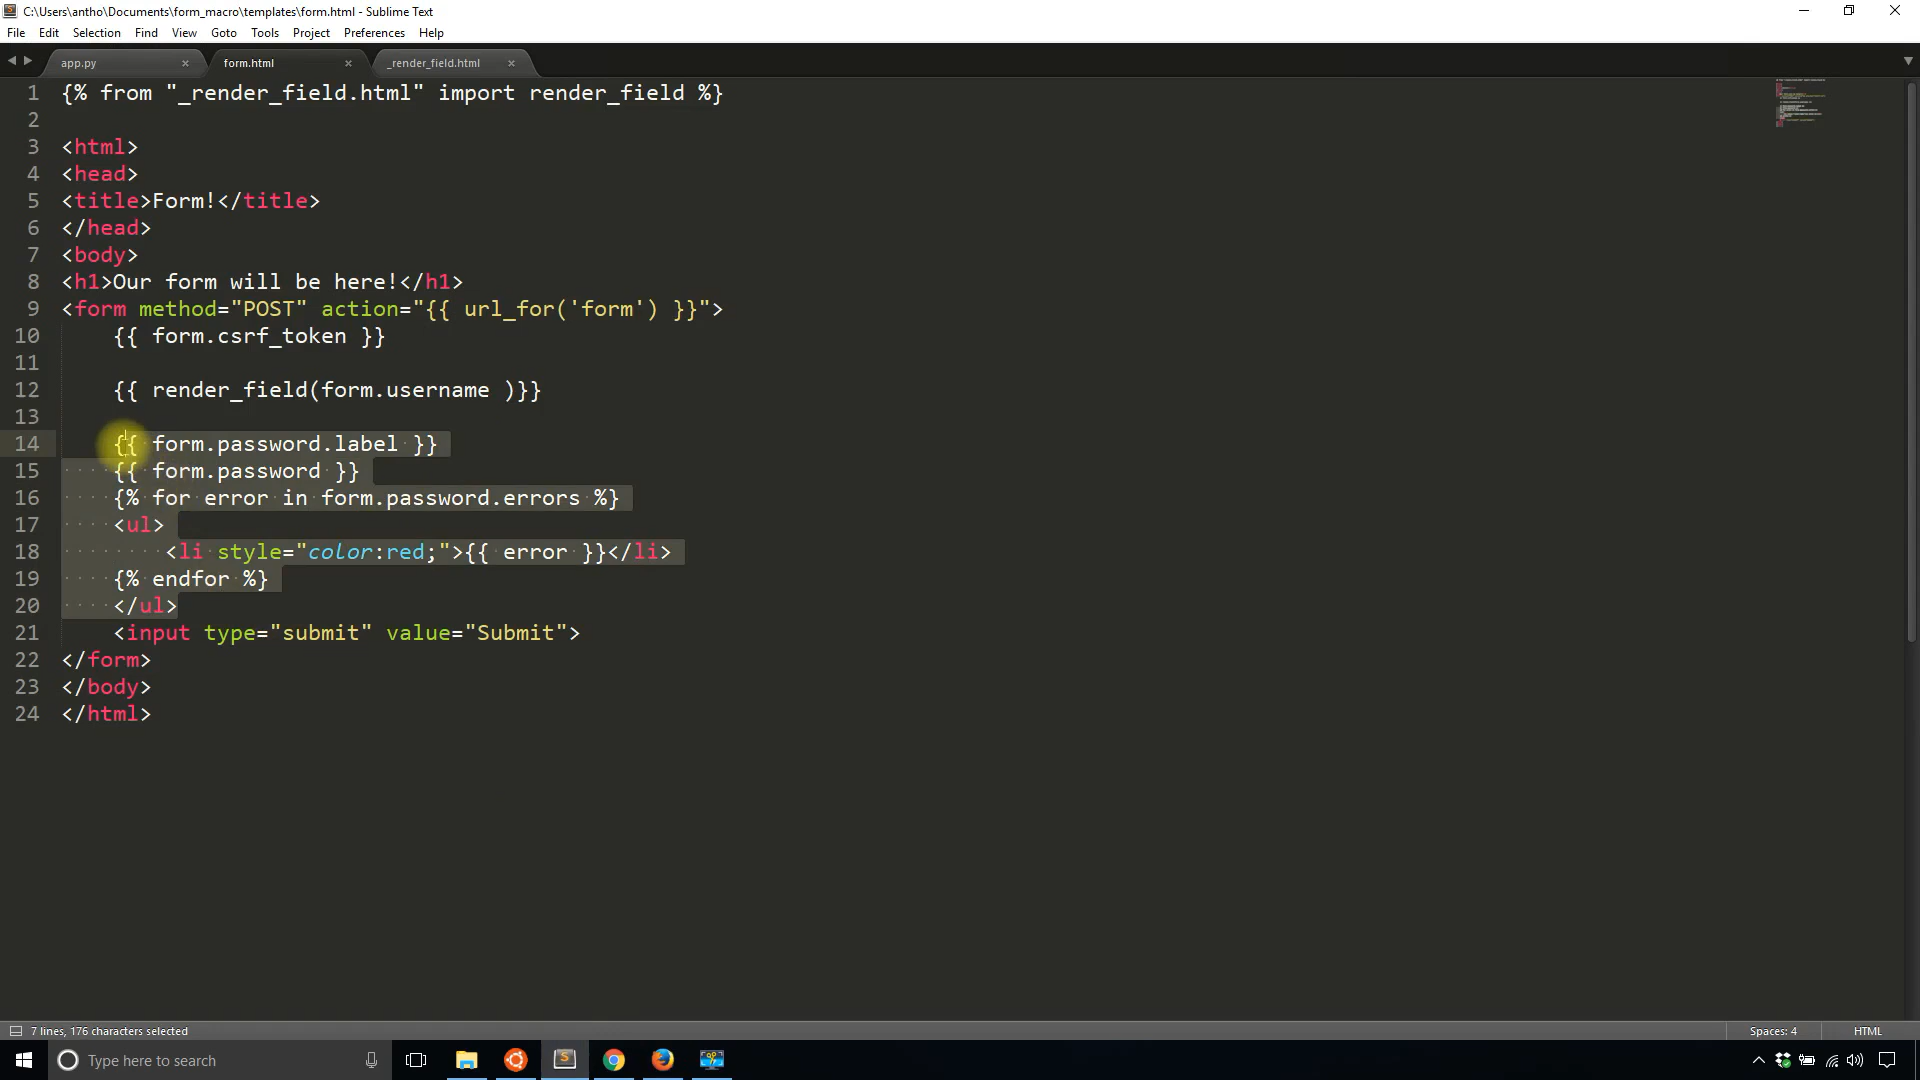 C:\Users\antho\Documents\form_macro\templates\form.html - Sublime Text
File Edit Selection Find View Goto Tools Project Preferences Help
app.py × form.html × _render_field.html ×
1 {% from "_render_field.html" import render_field %}
2
3 <html>
4 <head>
5 <title>Form!</title>
6 </head>
7 <body>
8 <h1>Our form will be here!</h1>
9 <form method="POST" action="{{ url_for('form') }}">
10     {{ form.csrf_token }}
11
12     {{ render_field(form.username )}}
13
14     {{ form.password.label }}
15     {{ form.password }}
16     {% for error in form.password.errors %}
17     <ul>
18         <li style="color:red;">{{ error }}</li>
19     {% endfor %}
20     </ul>
21     <input type="submit" value="Submit">
22 </form>
23 </body>
24 </html>
7 lines, 176 characters selected Spaces: 4 HTML
Type here to search